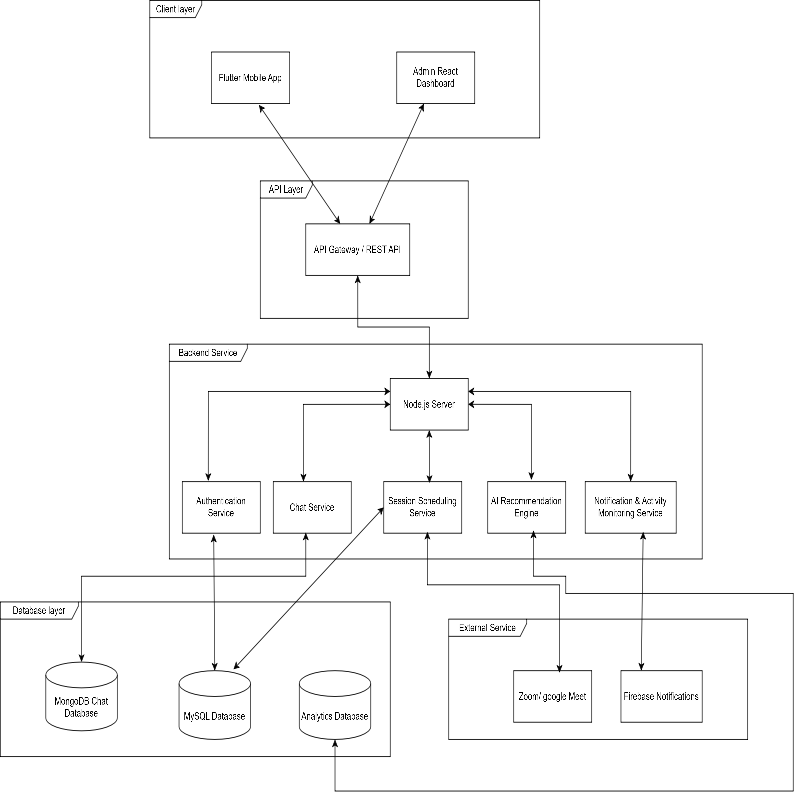 Client layer
Flutter Mobile App
Admin React
Dashboard
API Layer
API Gataway / REST API
Backend Service
Node.js Server
Authentication
Service
Chat Service
Session Scheduling
Service
AI Recommendation
Engine
Notification & Activity
Monitoring Service
Database layor
MongoDB Chat
Database
MySQL Database
Analytics Database
External Service
Zoom/ google Meet
Firebase Notifications